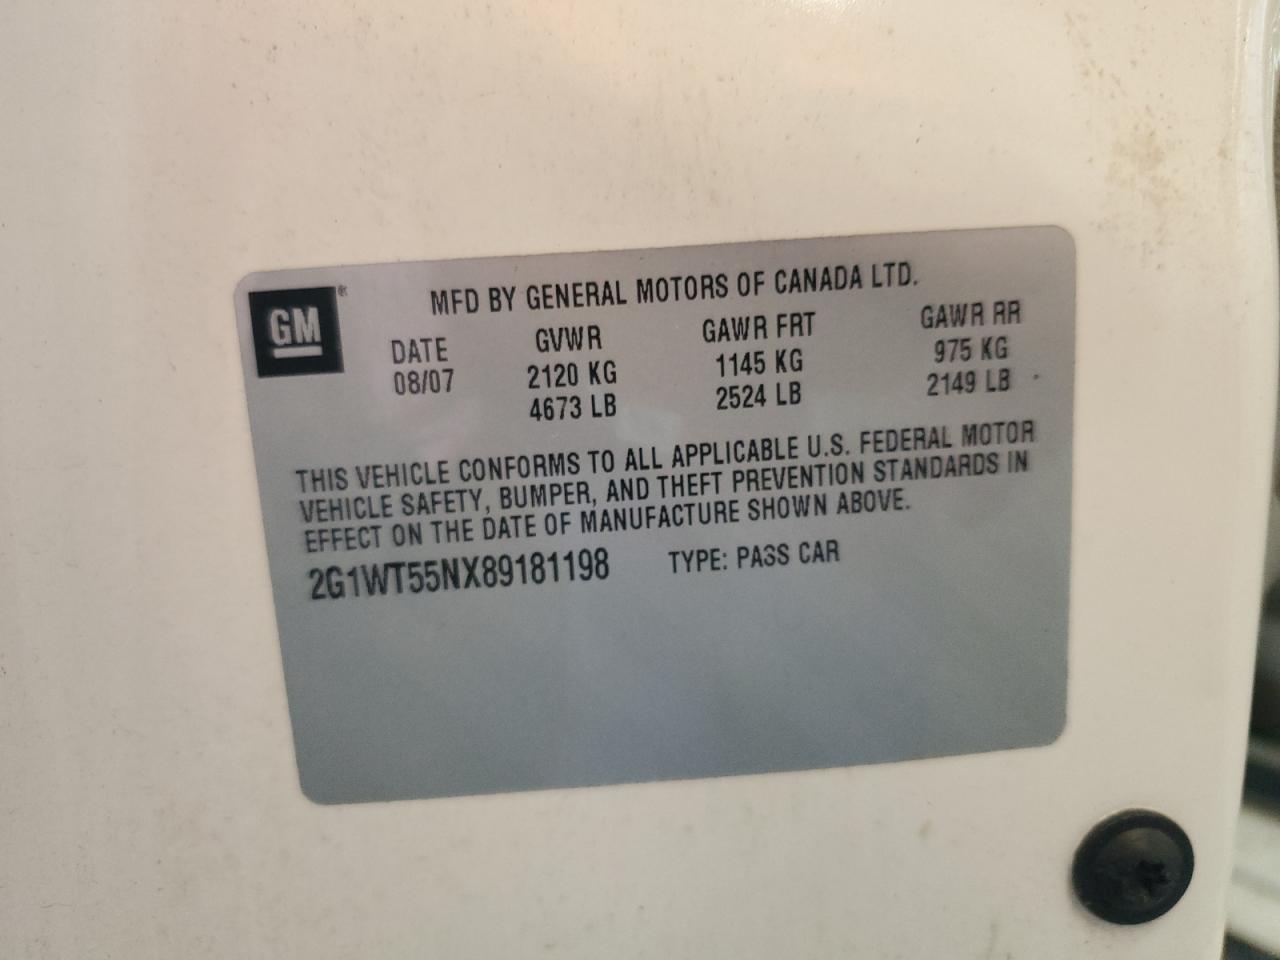 GM®
MFD BY GENERAL MOTORS OF CANADA LTD.
DATE GVWR GAWR FRT GAWR RR
08/07 2120 KG 1145 KG 975 KG
4673 LB 2524 LB 2149 LB
THIS VEHICLE CONFORMS TO ALL APPLICABLE U.S. FEDERAL MOTOR
VEHICLE SAFETY, BUMPER, AND THEFT PREVENTION STANDARDS IN
EFFECT ON THE DATE OF MANUFACTURE SHOWN ABOVE.
2G1WT55NX89181198 TYPE: PASS CAR